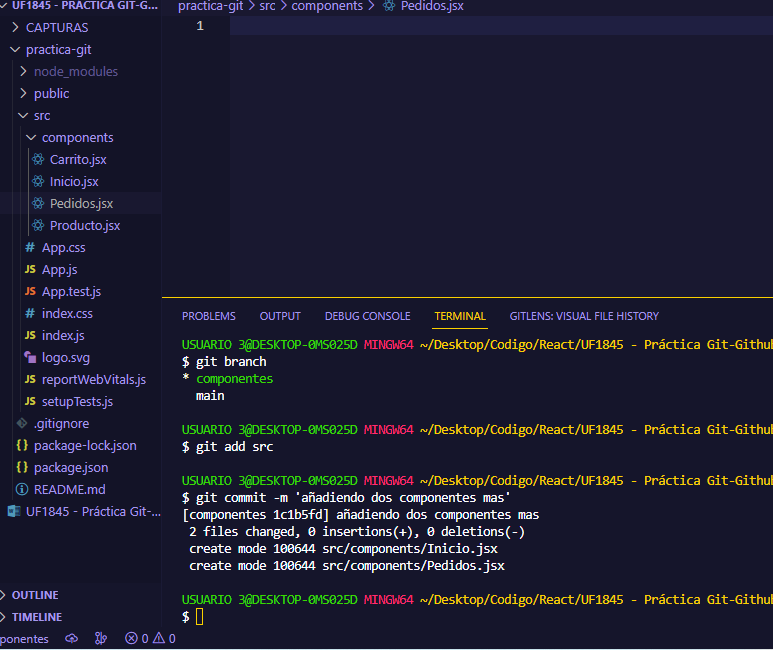 UF1845 - PRÁCTICA GIT-G...
CAPTURAS
practica-git
node_modules
public
src
components
Carrito.jsx
Inicio.jsx
Pedidos.jsx
Producto.jsx
# App.css
JS App.js
JS App.test.js
# index.css
JS index.js
logo.svg
JS reportWebVitals.js
JS setupTests.js
.gitignore
{} package-lock.json
{} package.json
README.md
UF1845 - Práctica Git-...
OUTLINE
TIMELINE
practica-git > src > components > Pedidos.jsx
1
PROBLEMS OUTPUT DEBUG CONSOLE TERMINAL GITLENS: VISUAL FILE HISTORY
USUARIO 3@DESKTOP-0MS025D MINGW64 ~/Desktop/Codigo/React/UF1845 - Práctica Git-Github
$ git branch
* componentes
main
USUARIO 3@DESKTOP-0MS025D MINGW64 ~/Desktop/Codigo/React/UF1845 - Práctica Git-Github
$ git add src
USUARIO 3@DESKTOP-0MS025D MINGW64 ~/Desktop/Codigo/React/UF1845 - Práctica Git-Github
$ git commit -m 'añadiendo dos componentes mas'
[componentes 1c1b5fd] añadiendo dos componentes mas
2 files changed, 0 insertions(+), 0 deletions(-)
create mode 100644 src/components/Inicio.jsx
create mode 100644 src/components/Pedidos.jsx
USUARIO 3@DESKTOP-0MS025D MINGW64 ~/Desktop/Codigo/React/UF1845 - Práctica Git-Github
$
ponentes 0 0